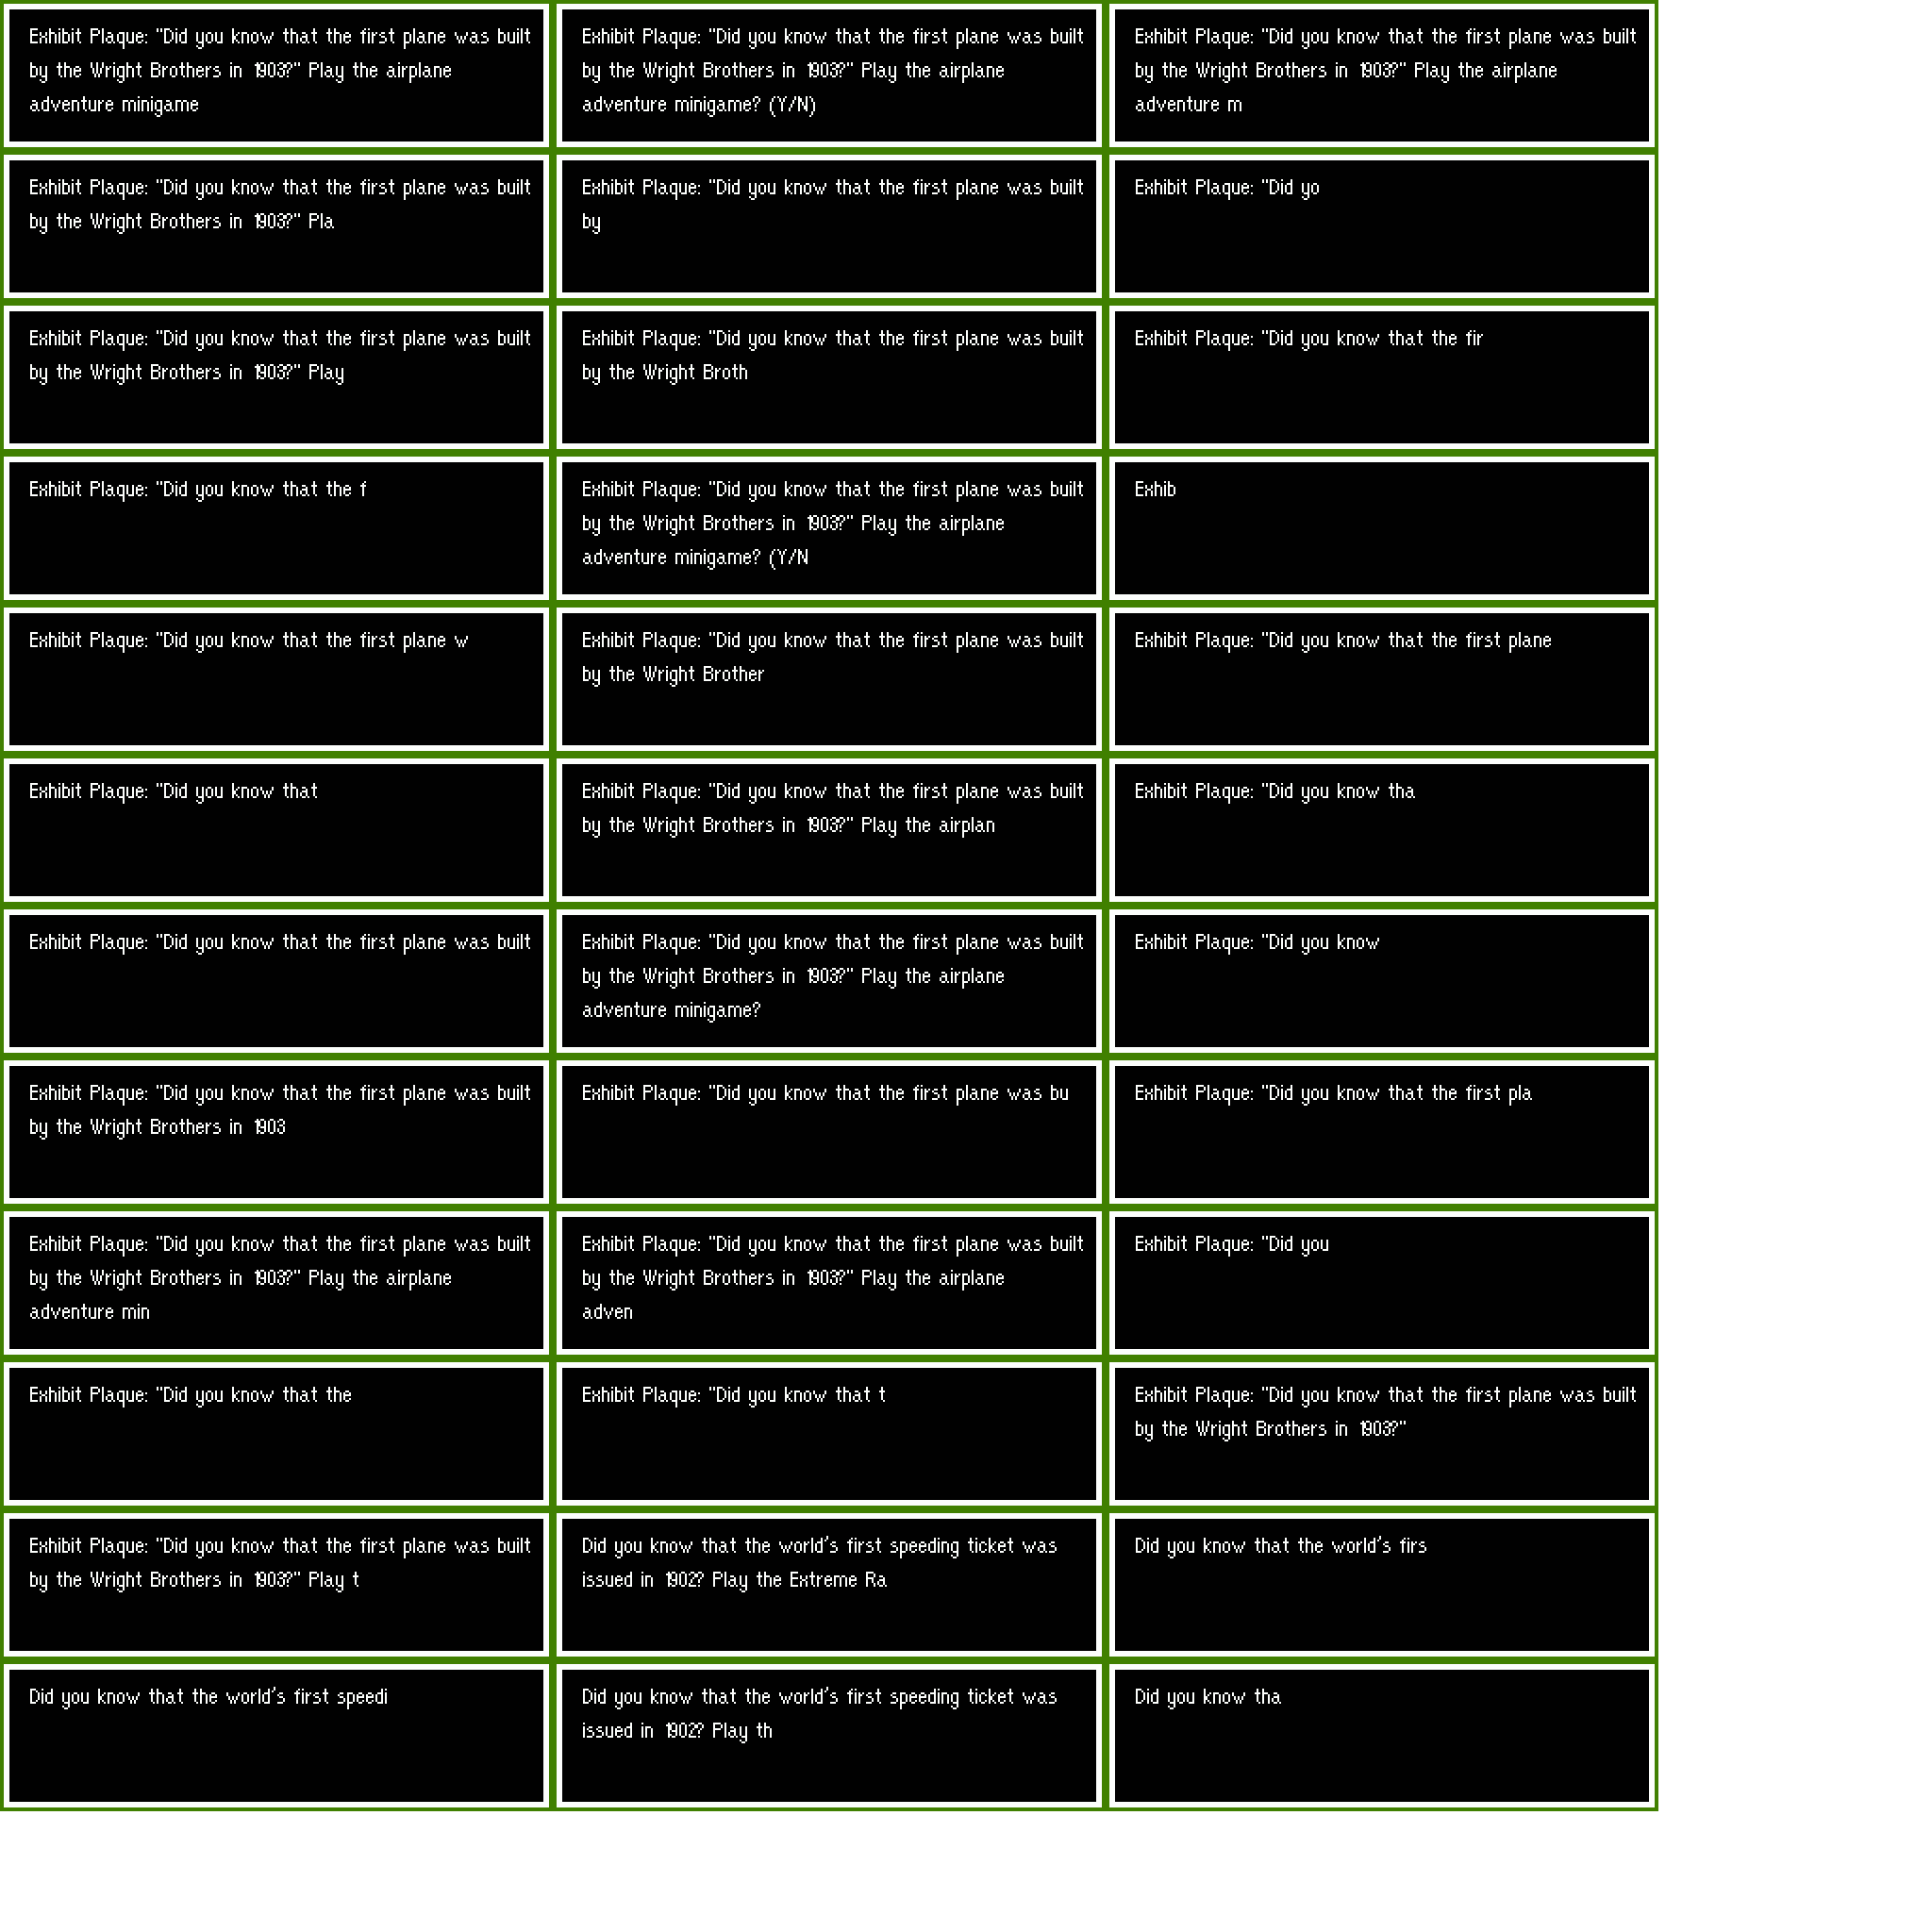 Exhibit Plaque: "Did you know that the first plane was built
by the Wright Brothers in 1903?" Play the airplane
adventure minigame
Exhibit Plaque: "Did you know that the first plane was built
by the Wright Brothers in 1903?" Play the airplane
adventure minigame? (Y/N)
Exhibit Plaque: "Did you know that the first plane was built
by the Wright Brothers in 1903?" Play the airplane
adventure m
Exhibit Plaque: "Did you know that the first plane was built
by the Wright Brothers in 1903?" Pla
Exhibit Plaque: "Did you know that the first plane was built
by
Exhibit Plaque: "Did yo
Exhibit Plaque: "Did you know that the first plane was built
by the Wright Brothers in 1903?" Play
Exhibit Plaque: "Did you know that the first plane was built
by the Wright Broth
Exhibit Plaque: "Did you know that the fir
Exhibit Plaque: "Did you know that the f
Exhibit Plaque: "Did you know that the first plane was built
by the Wright Brothers in 1903?" Play the airplane
adventure minigame? (Y/N
Exhib
Exhibit Plaque: "Did you know that the first plane w
Exhibit Plaque: "Did you know that the first plane was built
by the Wright Brother
Exhibit Plaque: "Did you know that the first plane
Exhibit Plaque: "Did you know that
Exhibit Plaque: "Did you know that the first plane was built
by the Wright Brothers in 1903?" Play the airplan
Exhibit Plaque: "Did you know tha
Exhibit Plaque: "Did you know that the first plane was built
Exhibit Plaque: "Did you know that the first plane was built
by the Wright Brothers in 1903?" Play the airplane
adventure minigame?
Exhibit Plaque: "Did you know
Exhibit Plaque: "Did you know that the first plane was built
by the Wright Brothers in 1903
Exhibit Plaque: "Did you know that the first plane was bu
Exhibit Plaque: "Did you know that the first pla
Exhibit Plaque: "Did you know that the first plane was built
by the Wright Brothers in 1903?" Play the airplane
adventure min
Exhibit Plaque: "Did you know that the first plane was built
by the Wright Brothers in 1903?" Play the airplane
adven
Exhibit Plaque: "Did you
Exhibit Plaque: "Did you know that the
Exhibit Plaque: "Did you know that t
Exhibit Plaque: "Did you know that the first plane was built
by the Wright Brothers in 1903?"
Exhibit Plaque: "Did you know that the first plane was built
by the Wright Brothers in 1903?" Play t
Did you know that the world's first speeding ticket was
issued in 1902? Play the Extreme Ra
Did you know that the world's firs
Did you know that the world's first speedi
Did you know that the world's first speeding ticket was
issued in 1902? Play th
Did you know tha